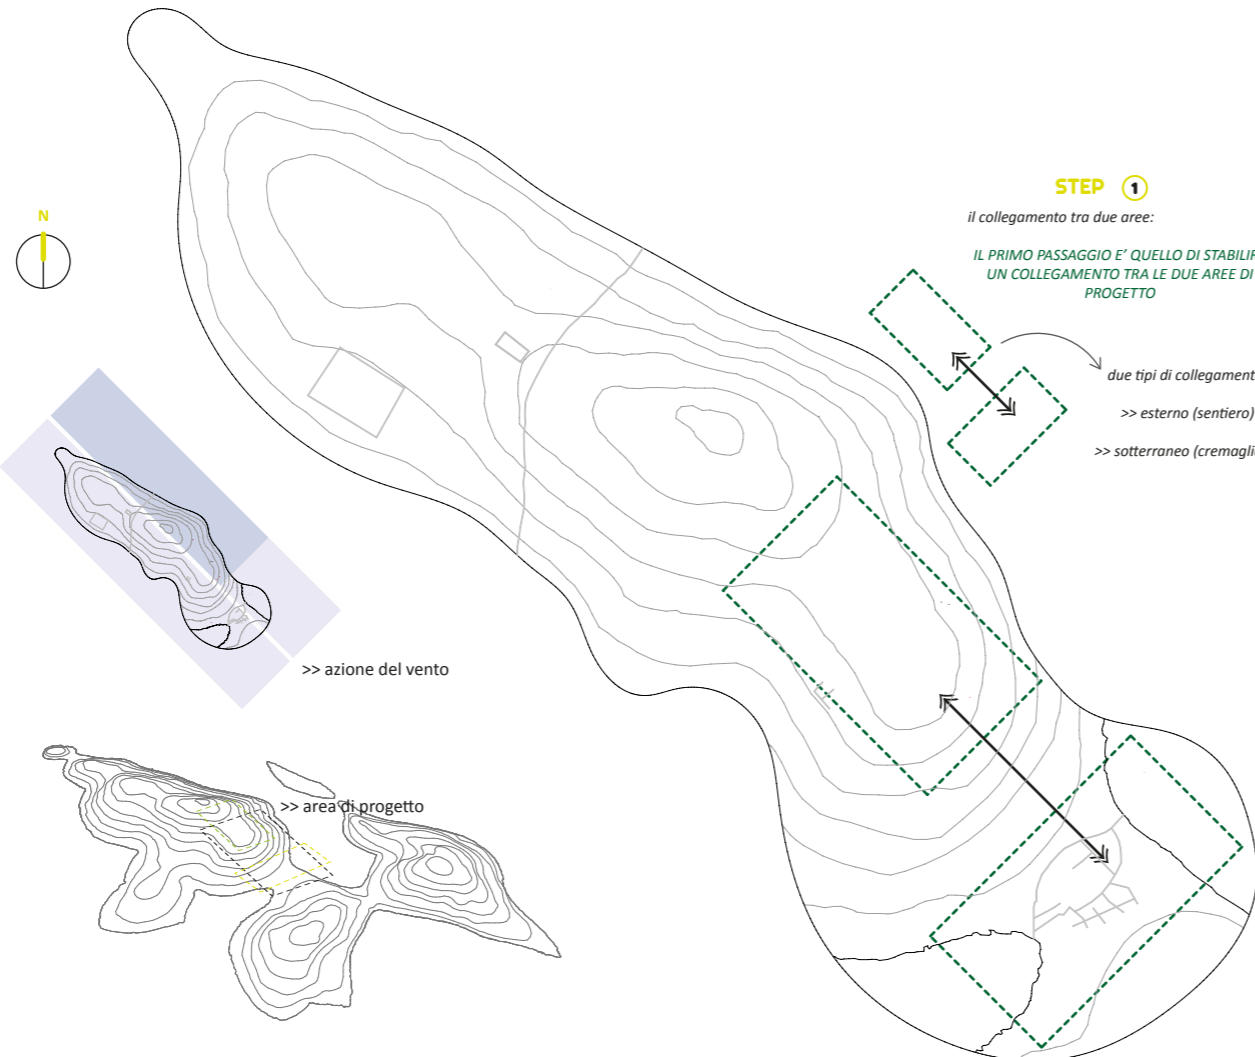 STEP 1
il collegamento tra due aree:
IL PRIMO PASSAGGIO E' QUELLO DI STABILIR
UN COLLEGAMENTO TRA LE DUE AREE DI
PROGETTO
N
due tipi di collegament
>> esterno (sentiero)
>> sotterraneo (cremaglie
>> azione del vento
>> area di progetto